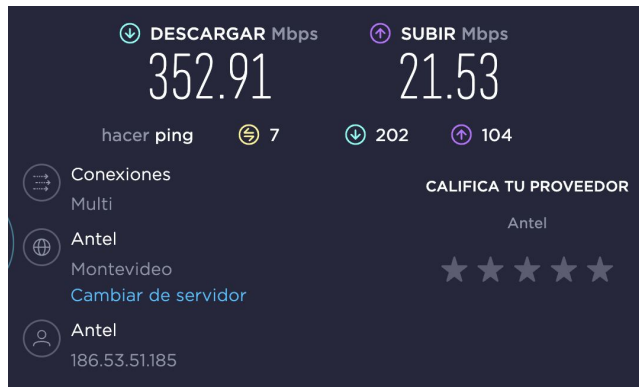 DESCARGAR Mbps
352.91
SUBIR Mbps
21.53
hacer ping 7 202 104
Conexiones
Multi
Antel
Montevideo
Cambiar de servidor
Antel
186.53.51.185
CALIFICA TU PROVEEDOR
Antel